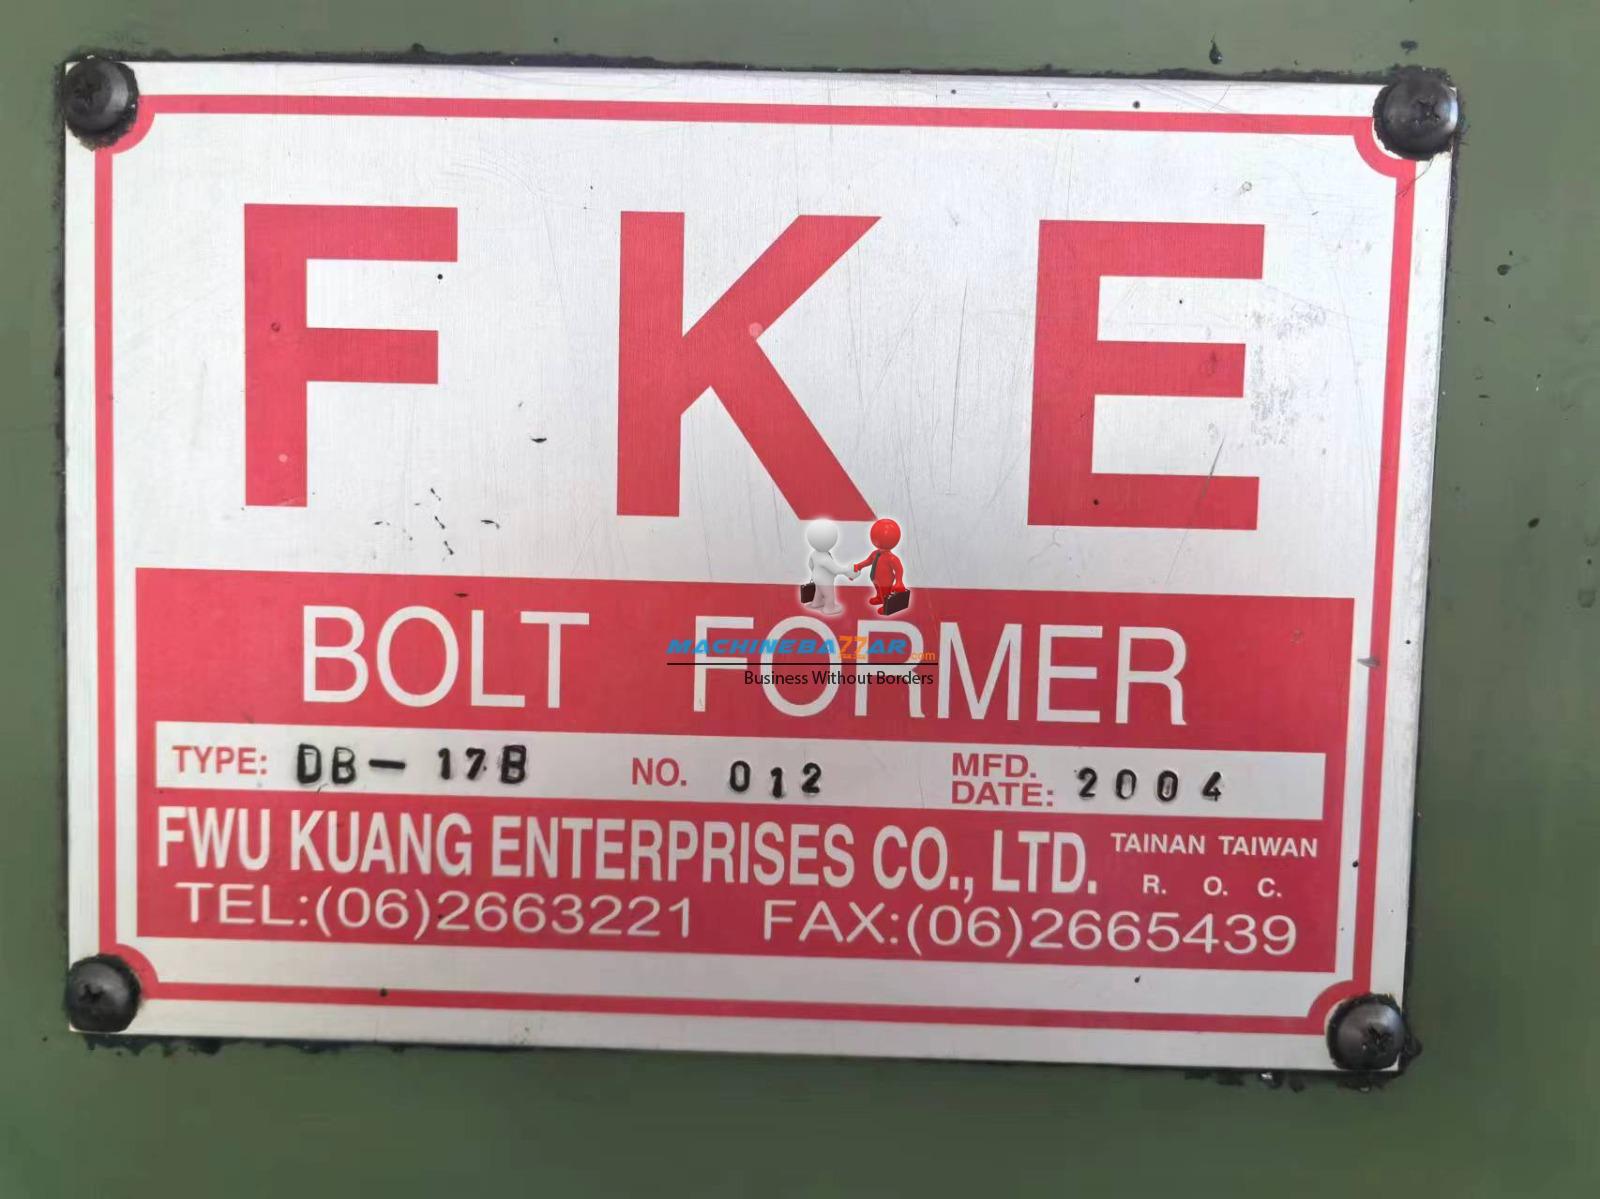 FKE
BOLT FORMER
MACHINEBAZZAR.com
Business Without Borders
TYPE: DB-17B NO. 012 MFD. DATE: 2004
FWU KUANG ENTERPRISES CO., LTD. TAINAN TAIWAN R. O. C.
TEL:(06)2663221 FAX:(06)2665439